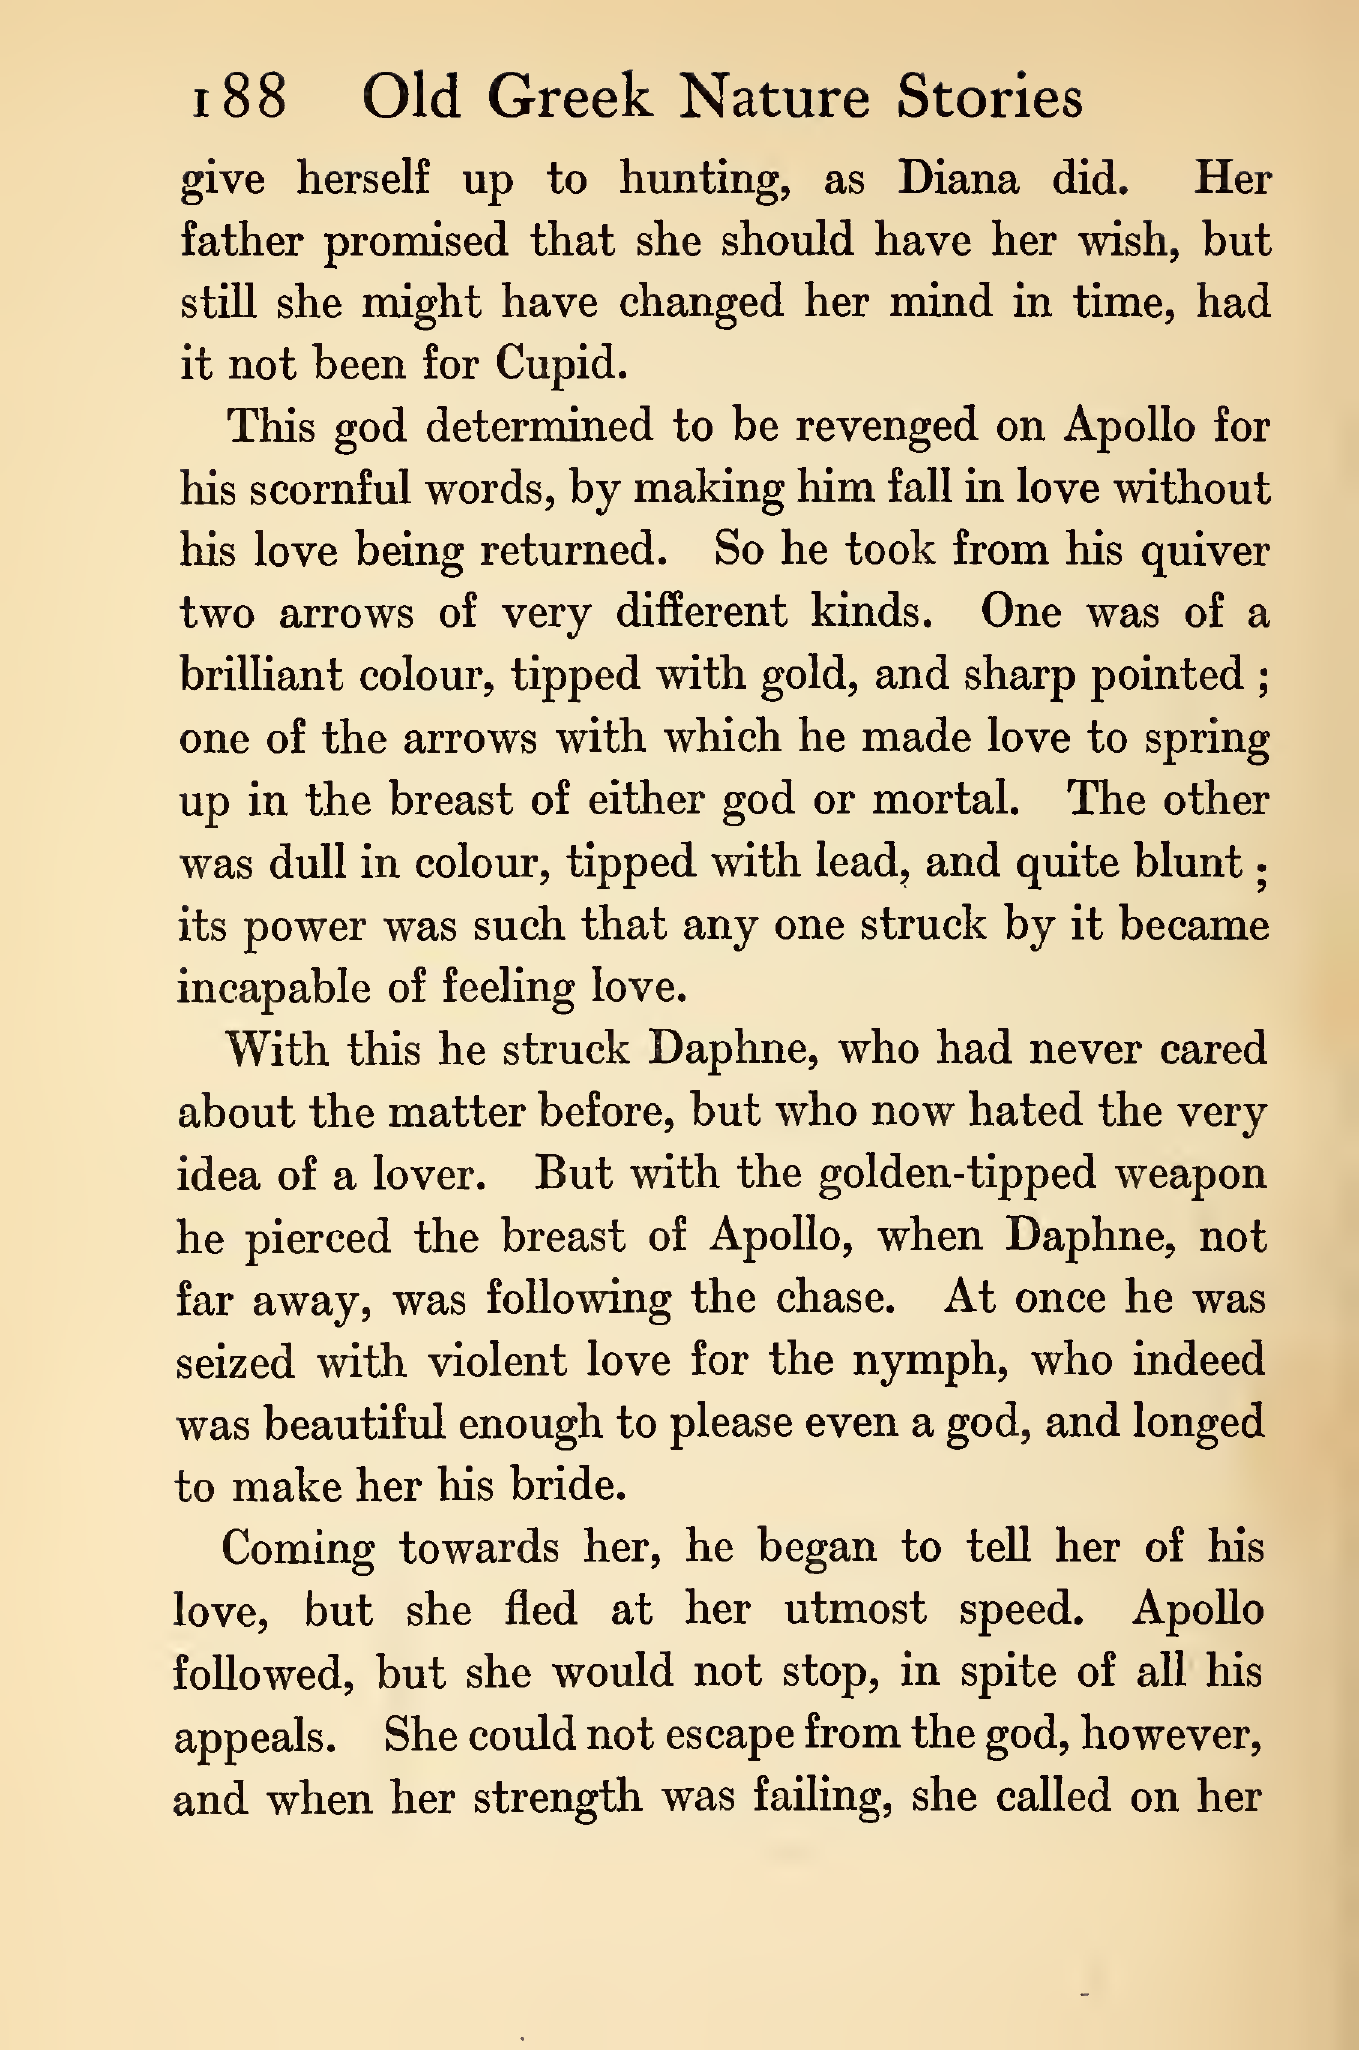 188 Old Greek Nature Stories
give herself up to hunting, as Diana did. Her
father promised that she should have her wish, but
still she might have changed her mind in time, had
it not been for Cupid.
This god determined to be revenged on Apollo for
his scornful words, by making him fall in love without
his love being returned. So he took from his quiver
two arrows of very different kinds. One was of a
brilliant colour, tipped with gold, and sharp pointed ;
one of the arrows with which he made love to spring
up in the breast of either god or mortal. The other
was dull in colour, tipped with lead, and quite blunt ;
its power was such that any one struck by it became
incapable of feeling love.
With this he struck Daphne, who had never cared
about the matter before, but who now hated the very
idea of a lover. But with the golden-tipped weapon
he pierced the breast of Apollo, when Daphne, not
far away, was following the chase. At once he was
seized with violent love for the nymph, who indeed
was beautiful enough to please even a god, and longed
to make her his bride.
Coming towards her, he began to tell her of his
love, but she fled at her utmost speed. Apollo
followed, but she would not stop, in spite of all his
appeals. She could not escape from the god, however,
and when her strength was failing, she called on her